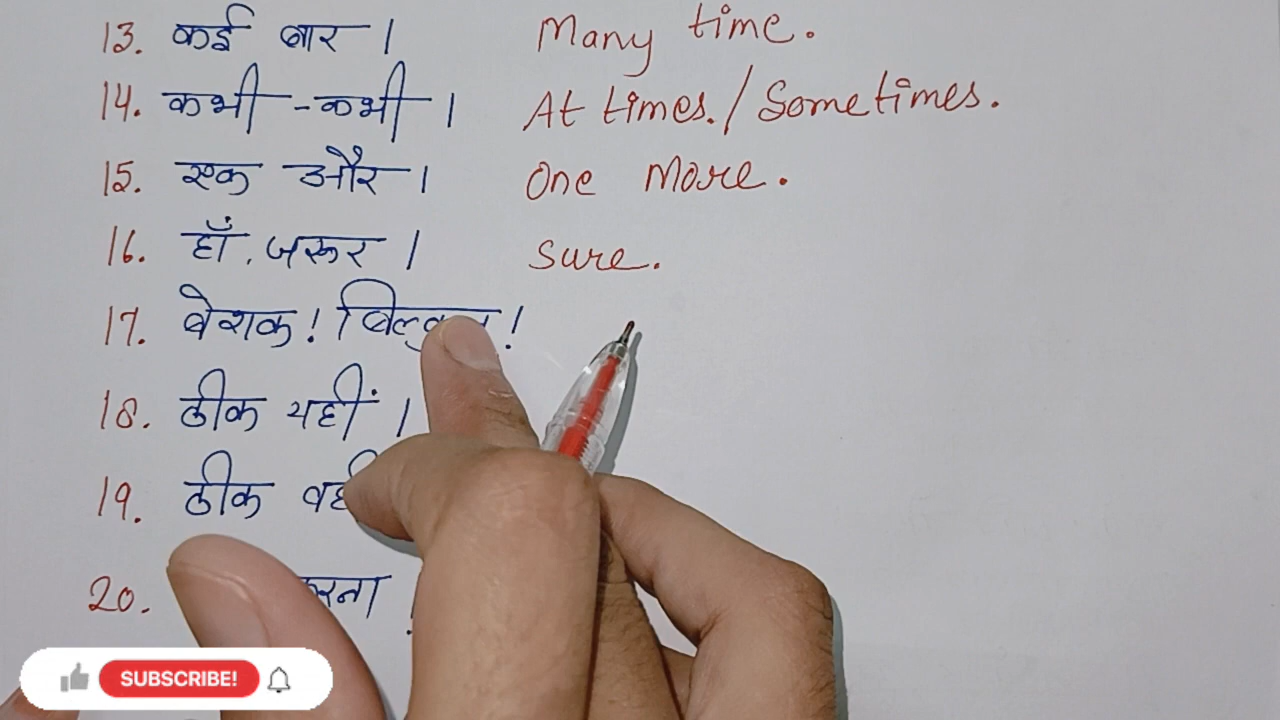 13. कई बार । Many time.
14. कभी - कभी । At times. / Sometimes.
15. एक और । One More.
16. हाँ, जरूर । Sure.
17. बेशक ! बिल्कुल !
18. ठीक यहीं ।
19. ठीक
20.
SUBSCRIBE!